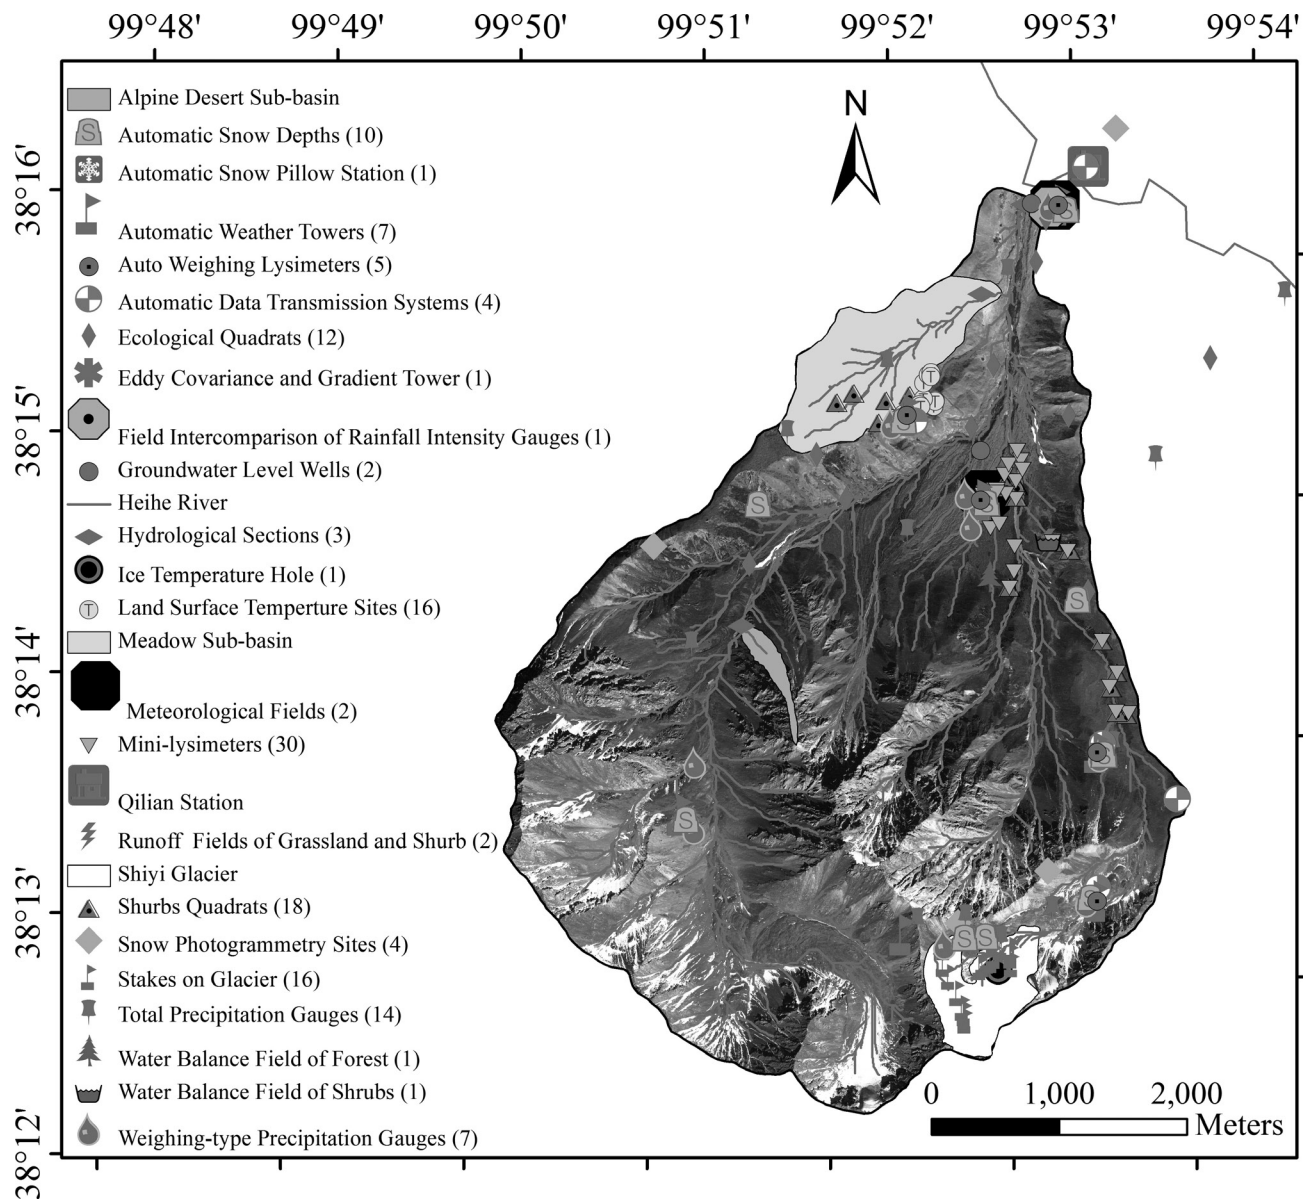 99°48' 99°49' 99°50' 99°51' 99°52' 99°53' 99°54'
38°16'
38°15'
38°14'
38°13'
38°12'
N
Alpine Desert Sub-basin
S Automatic Snow Depths (10)
Automatic Snow Pillow Station (1)
Automatic Weather Towers (7)
Auto Weighing Lysimeters (5)
Automatic Data Transmission Systems (4)
Ecological Quadrats (12)
Eddy Covariance and Gradient Tower (1)
Field Intercomparison of Rainfall Intensity Gauges (1)
Groundwater Level Wells (2)
Heihe River
Hydrological Sections (3)
Ice Temperature Hole (1)
T Land Surface Temperture Sites (16)
Meadow Sub-basin
Meteorological Fields (2)
Mini-lysimeters (30)
Qilian Station
Runoff Fields of Grassland and Shurb (2)
Shiyi Glacier
Shurbs Quadrats (18)
Snow Photogrammetry Sites (4)
Stakes on Glacier (16)
Total Precipitation Gauges (14)
Water Balance Field of Forest (1)
Water Balance Field of Shrubs (1)
Weighing-type Precipitation Gauges (7)
0 1,000 2,000
Meters